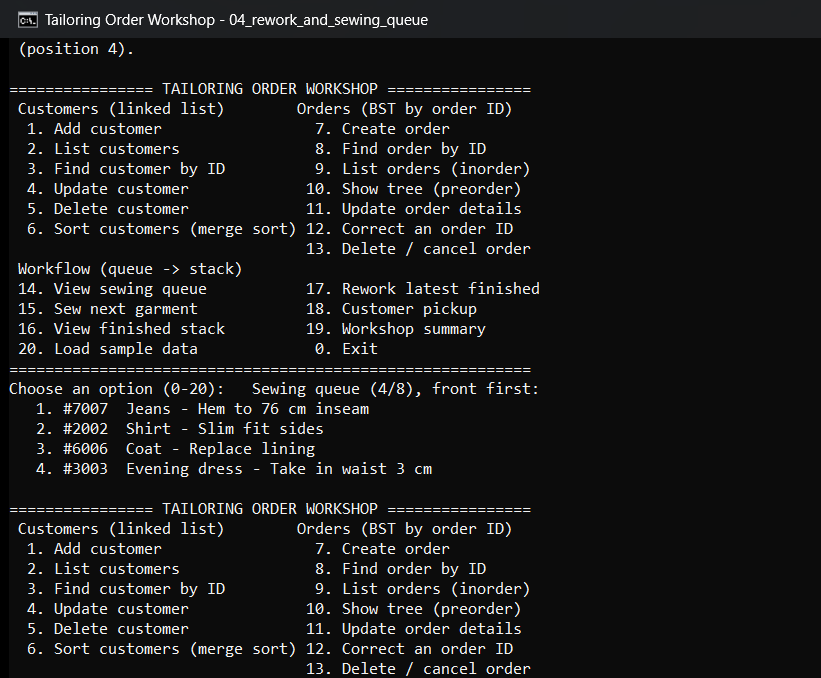 Tailoring Order Workshop - 04_rework_and_sewing_queue
(position 4).
================ TAILORING ORDER WORKSHOP ================
Customers (linked list)        Orders (BST by order ID)
1. Add customer                 7. Create order
2. List customers               8. Find order by ID
3. Find customer by ID          9. List orders (inorder)
4. Update customer             10. Show tree (preorder)
5. Delete customer             11. Update order details
6. Sort customers (merge sort) 12. Correct an order ID
13. Delete / cancel order
Workflow (queue -> stack)
14. View sewing queue           17. Rework latest finished
15. Sew next garment            18. Customer pickup
16. View finished stack         19. Workshop summary
20. Load sample data             0. Exit
==========================================================
Choose an option (0-20):   Sewing queue (4/8), front first:
1. #7007  Jeans - Hem to 76 cm inseam
2. #2002  Shirt - Slim fit sides
3. #6006  Coat - Replace lining
4. #3003  Evening dress - Take in waist 3 cm
================ TAILORING ORDER WORKSHOP ================
Customers (linked list)        Orders (BST by order ID)
1. Add customer                 7. Create order
2. List customers               8. Find order by ID
3. Find customer by ID          9. List orders (inorder)
4. Update customer             10. Show tree (preorder)
5. Delete customer             11. Update order details
6. Sort customers (merge sort) 12. Correct an order ID
13. Delete / cancel order